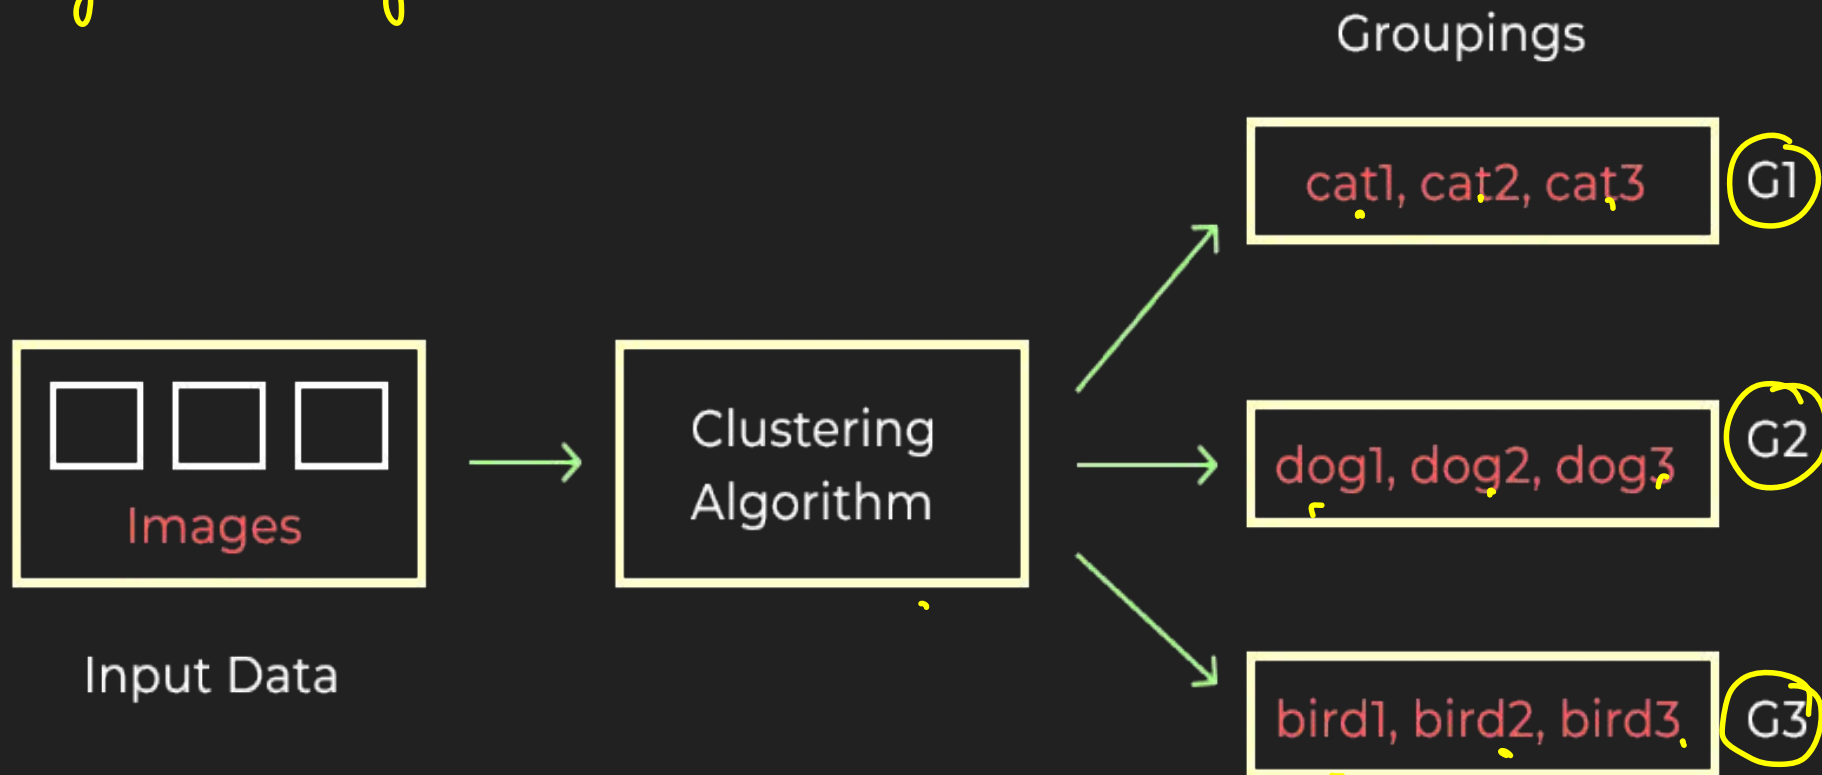 Groupings
cat1, cat2, cat3
G1
Images
Input Data
Clustering
Algorithm
dog1, dog2, dog3
G2
bird1, bird2, bird3
G3